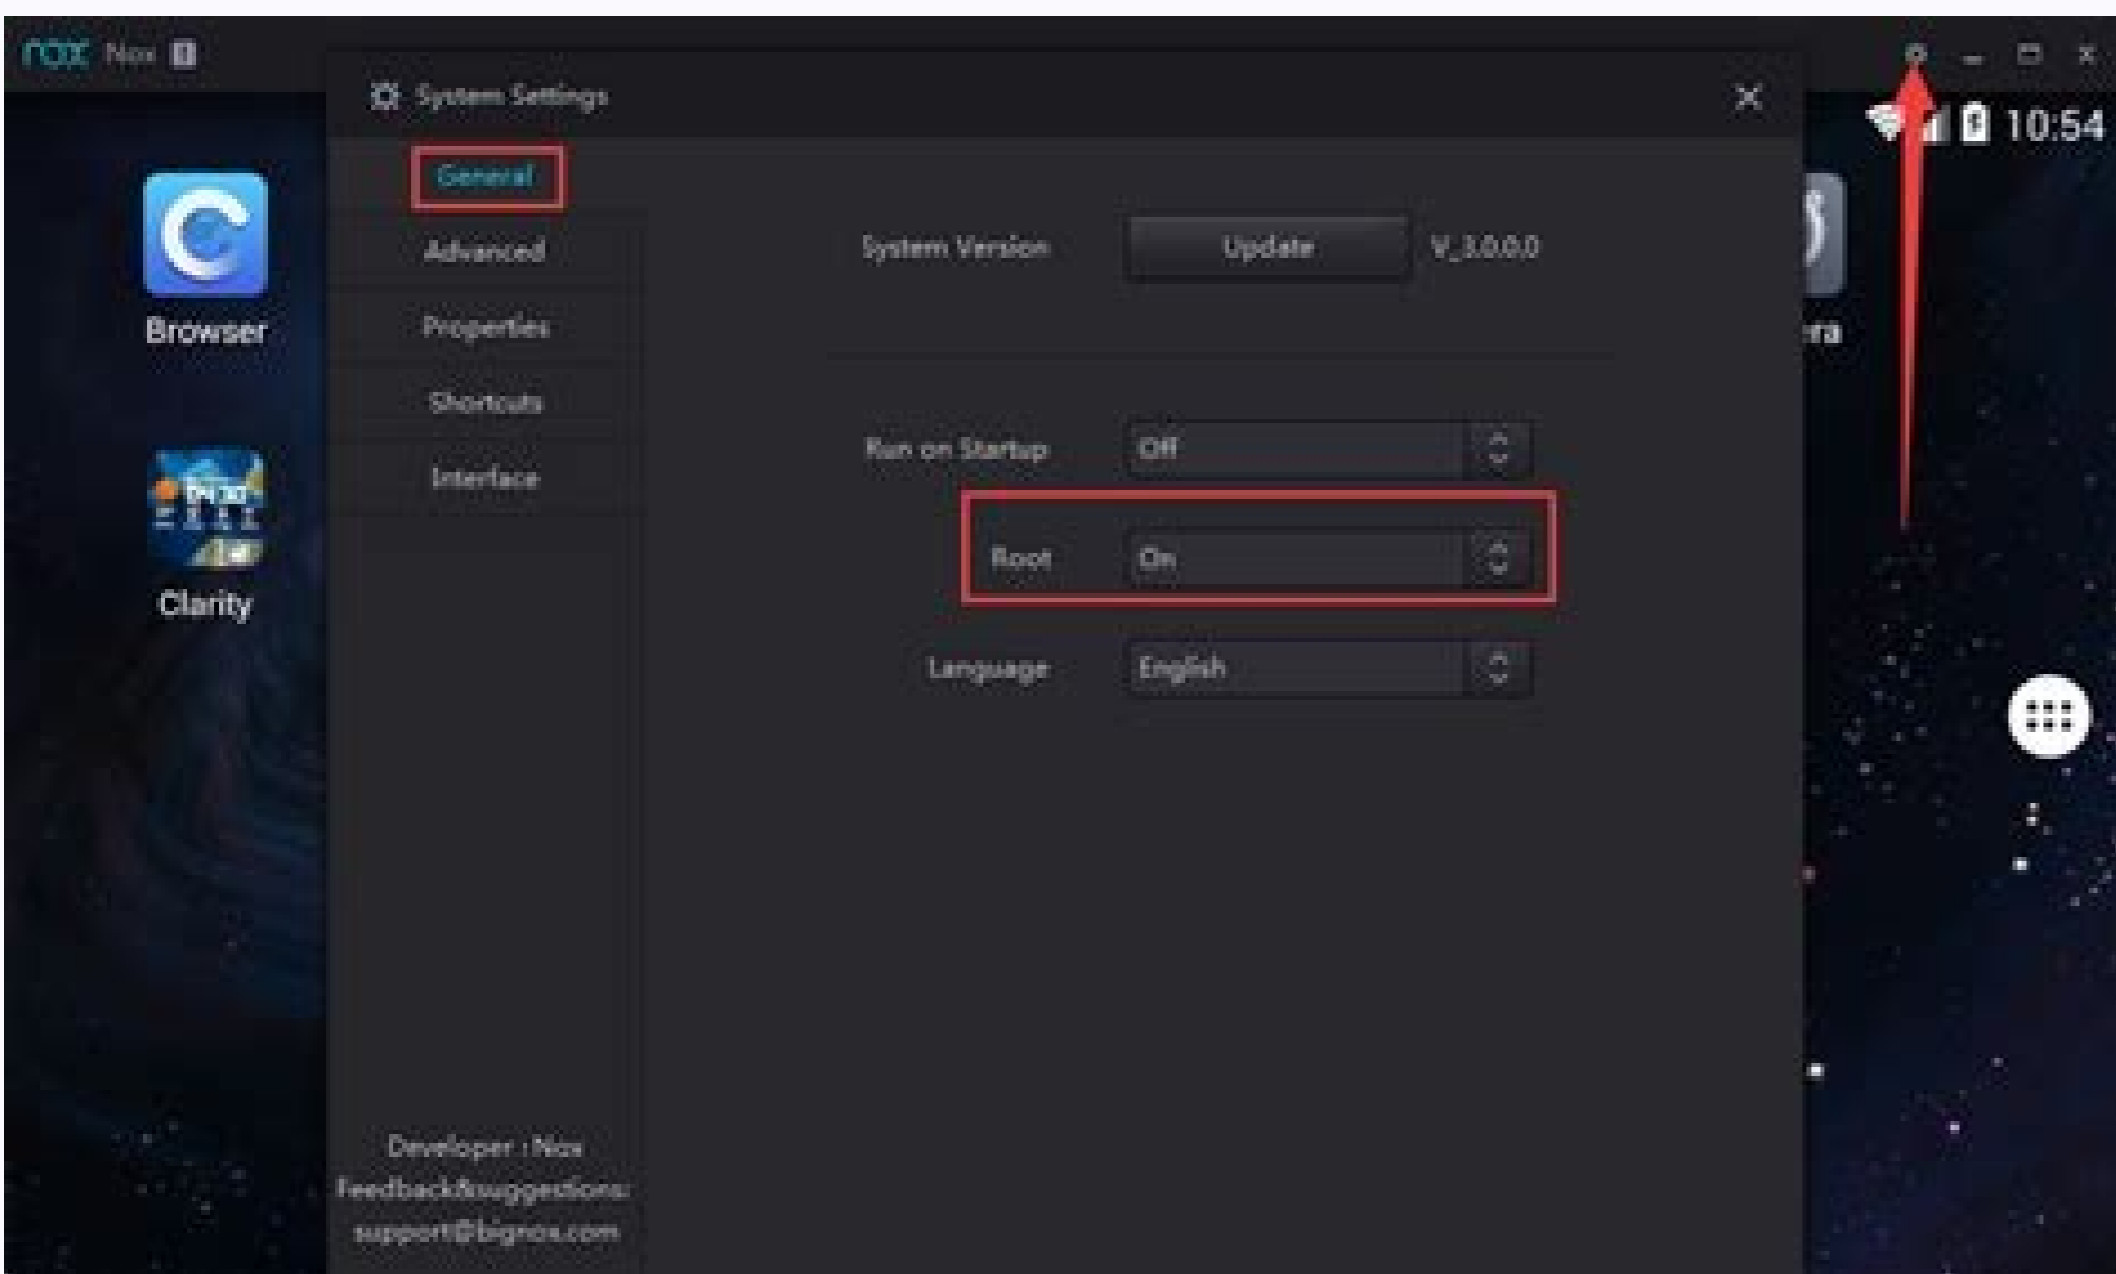 nox Nox
System Settings
10:54
General
Advanced
Properties
Shortcuts
Interface
System Version Update V_3.0.0.0
Run on Startup Off
Root On
Language English
Browser
Clarity
ra
Developer : Nox
Feedback&suggestions:
support@bignox.com